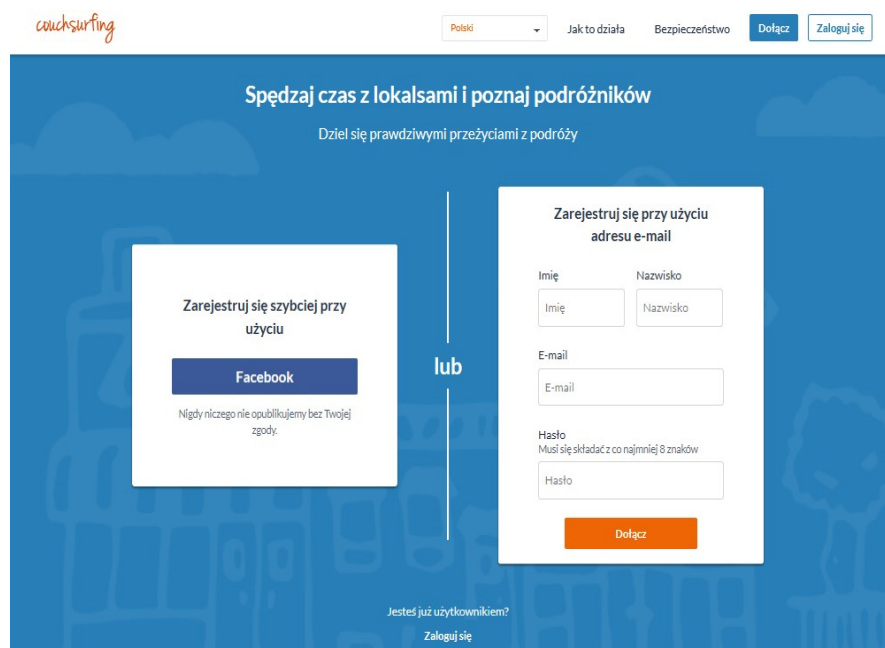 couchsurfing
Polski
Jak to działa
Bezpieczeństwo
Dołącz
Zaloguj się
Spędzaj czas z lokalsami i poznaj podróżników
Dziel się prawdziwymi przeżyciami z podróży
Zarejestruj się szybciej przy
użyciu
Facebook
Nigdy niczego nie opublikujemy bez Twojej
zgody.
lub
Zarejestruj się przy użyciu
adresu e-mail
Imię
Nazwisko
Imię
Nazwisko
E-mail
E-mail
Hasło
Musi się składać z co najmniej 8 znaków
Hasło
Dołącz
Jesteś już użytkownikiem?
Zaloguj się